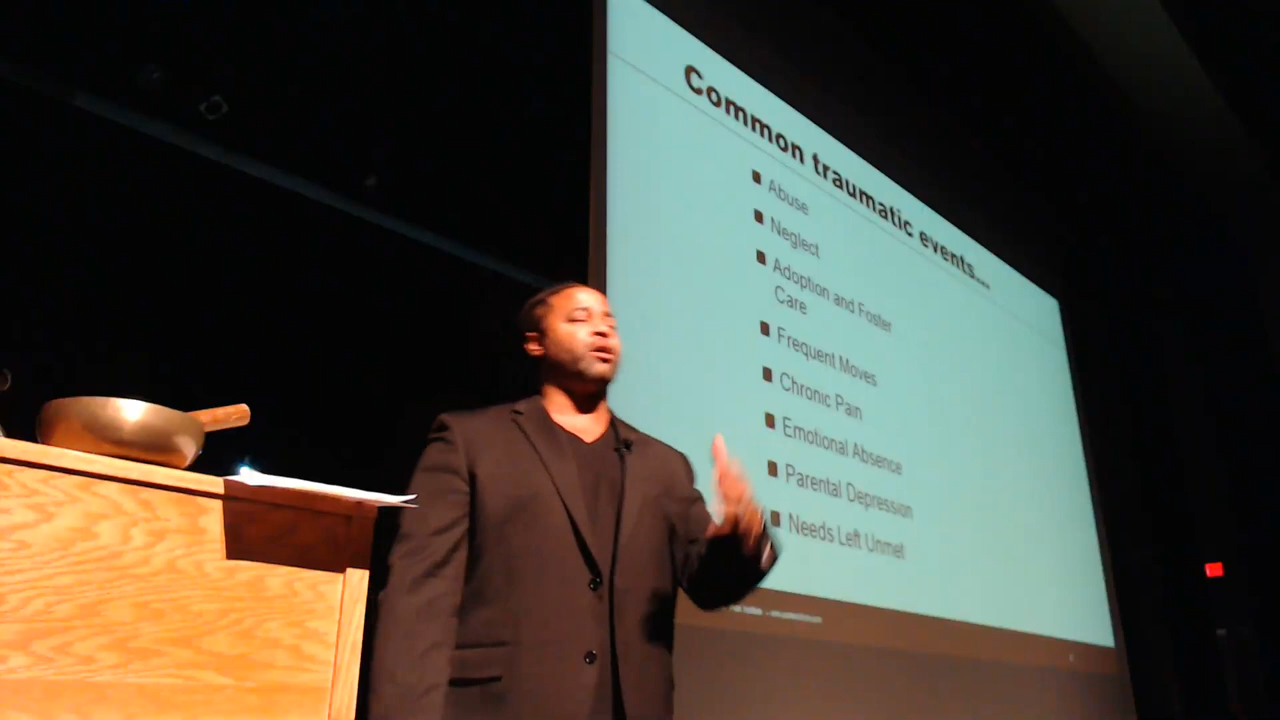 Common traumatic events...
Abuse
Neglect
Adoption and Foster
Care
Frequent Moves
Chronic Pain
Emotional Absence
Parental Depression
Needs Left Unmet